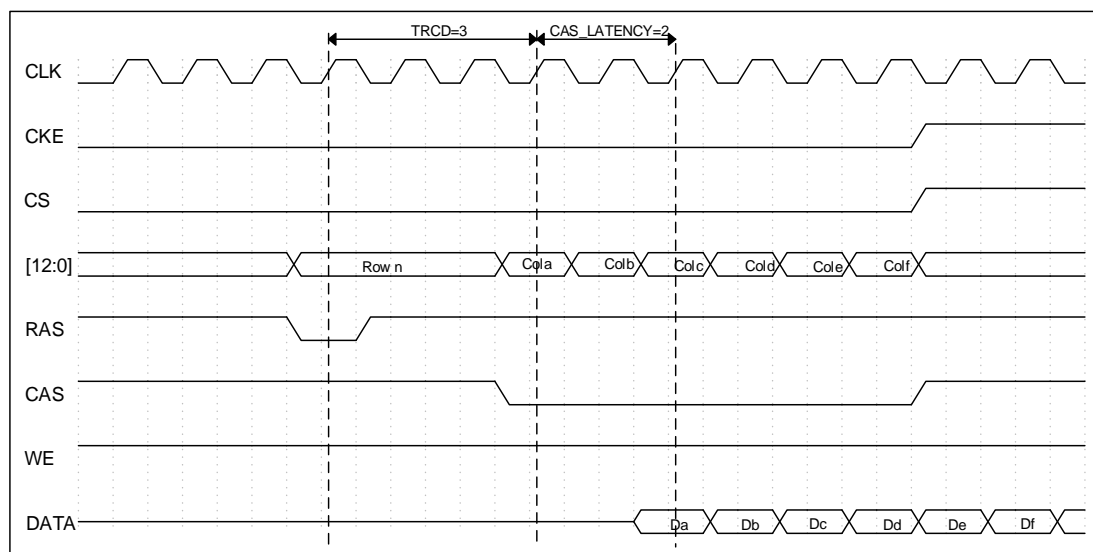 TRCD=3 CAS_LATENCY=2
CLK
CKE
CS
[12:0] Row n Cola Colb Colc Cold Cole Colf
RAS
CAS
WE
DATA Da Db Dc Dd De Df